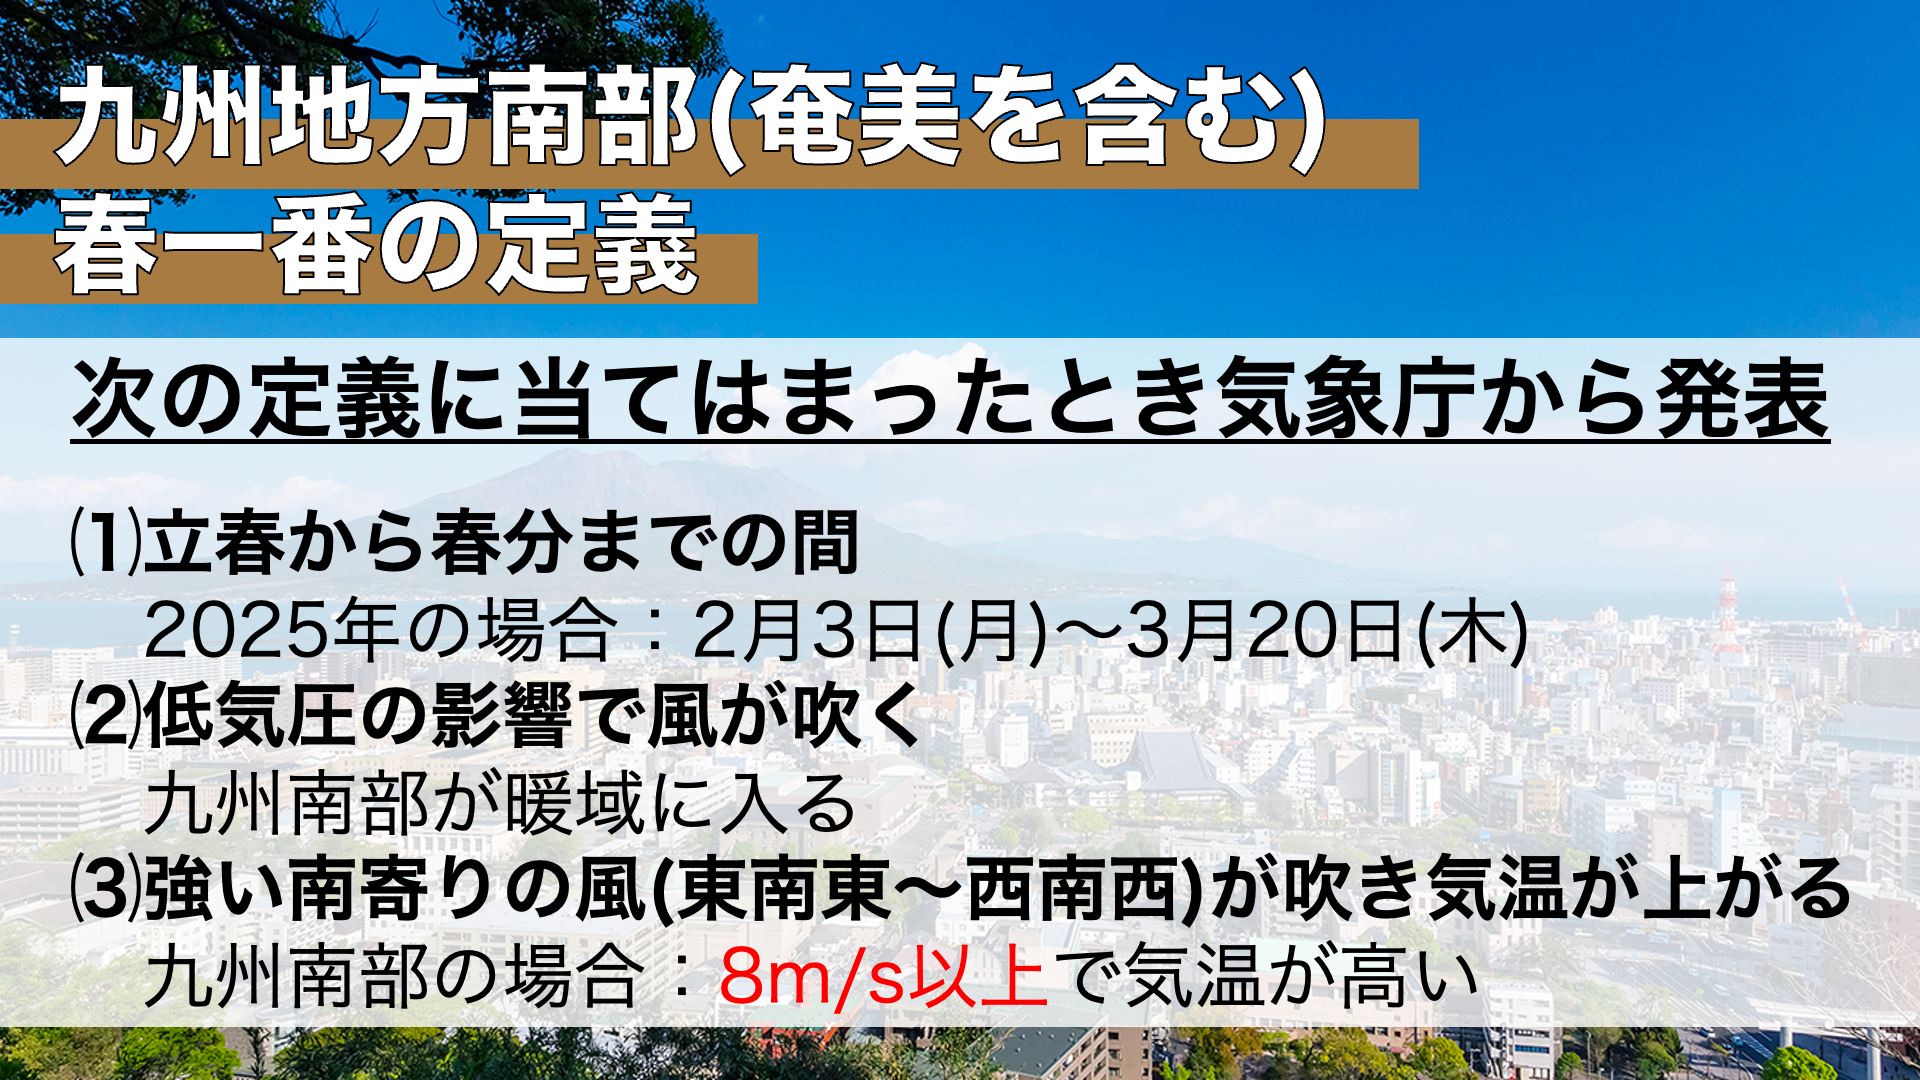 九州地方南部(奄美を含む)
春一番の定義
次の定義に当てはまったとき気象庁から発表
⑴立春から春分までの間
2025年の場合：2月3日(月)〜3月20日(木)
⑵低気圧の影響で風が吹く
九州南部が暖域に入る
⑶強い南寄りの風(東南東〜西南西)が吹き気温が上がる
九州南部の場合：8m/s以上で気温が高い